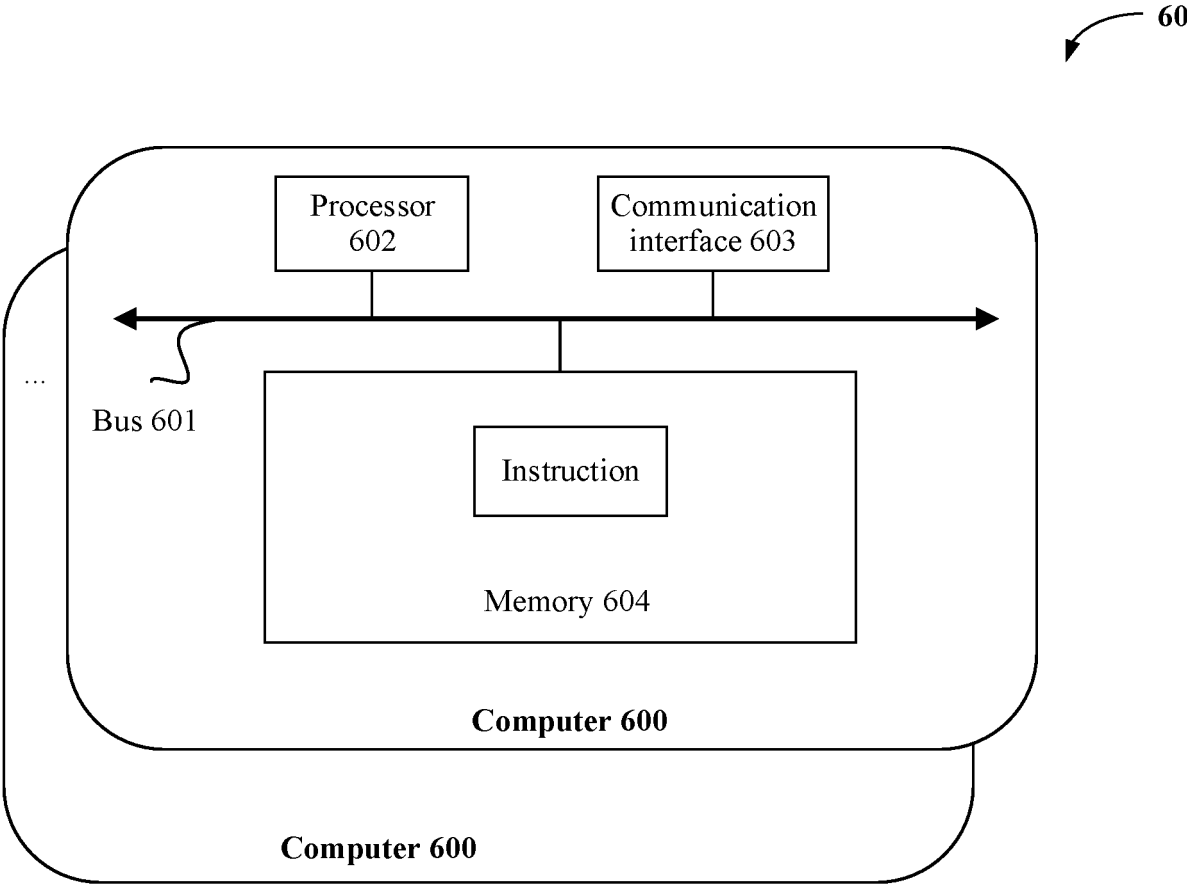 60
Processor
602
Communication
interface 603
...
Bus 601
Instruction
Memory 604
Computer 600
Computer 600